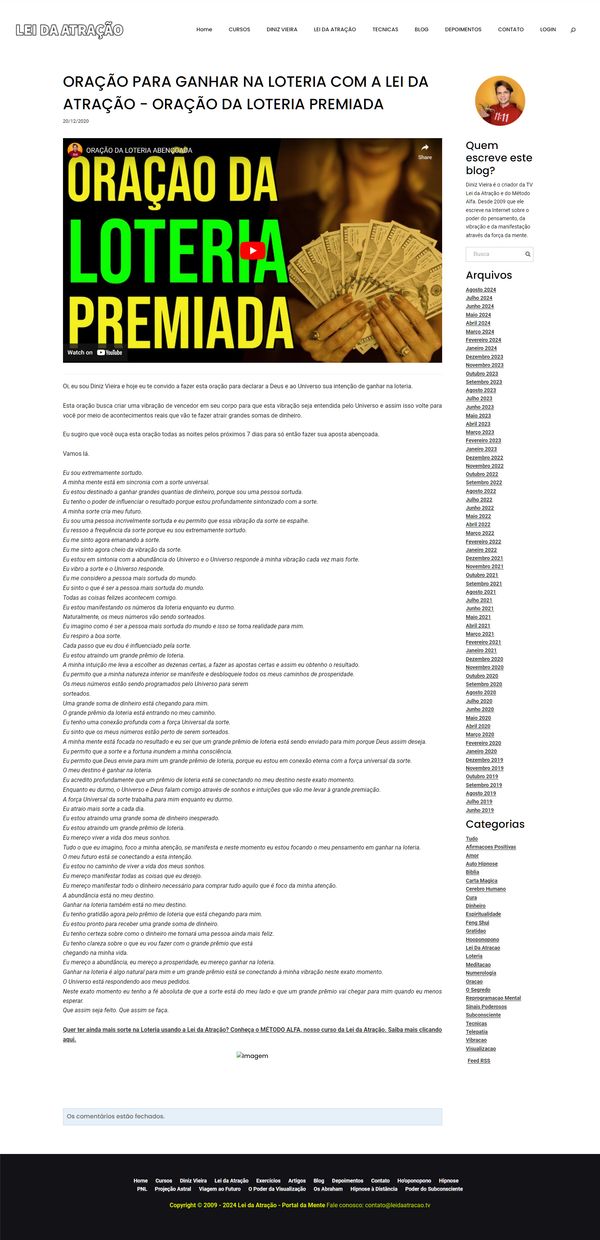 LEI DA ATRAÇÃO
Home CURSOS DINIZ VIEIRA LEI DA ATRAÇÃO TECNICAS BLOG DEPOIMENTOS CONTATO LOGIN
ORAÇÃO PARA GANHAR NA LOTERIA COM A LEI DA
ATRAÇÃO - ORAÇÃO DA LOTERIA PREMIADA
20/12/2020
ORAÇÃO DA LOTERIA ABENÇOADA
Share
ORAÇÃO DA
LOTERIA
PREMIADA
Watch on YouTube
Oi, eu sou Diniz Vieira e hoje eu te convido a fazer esta oração para declarar a Deus e ao Universo sua intenção de ganhar na loteria.
Esta oração busca criar uma vibração de vencedor em seu corpo para que esta vibração seja entendida pelo Universo e assim isso volte para
você por meio de acontecimentos reais que vão te fazer atrair grandes somas de dinheiro.
Eu sugiro que você ouça esta oração todas as noites pelos próximos 7 dias para só então fazer sua aposta abençoada.
Vamos lá.
Eu sou extremamente sortudo.
A minha mente está em sincronia com a sorte universal.
Eu estou destinado a ganhar grandes quantias de dinheiro, porque sou uma pessoa sortuda.
Eu tenho o poder de influenciar o resultado porque estou profundamente sintonizado com a sorte.
A minha sorte cria meu futuro.
Eu sou uma pessoa incrivelmente sortuda e eu permito que essa vibração da sorte se espalhe.
Eu ressoo a frequência da sorte porque eu sou extremamente sortudo.
Eu me sinto agora emanando a sorte.
Eu me sinto agora cheio da vibração da sorte.
Eu estou em sintonia com a abundância do Universo e o Universo responde à minha vibração cada vez mais forte.
Eu vibro a sorte e o Universo responde.
Eu me considero a pessoa mais sortuda do mundo.
Eu sinto o que é ser a pessoa mais sortuda do mundo.
Todas as coisas felizes acontecem comigo.
Eu estou manifestando os números da loteria enquanto eu durmo.
Naturalmente, os meus números vão sendo sorteados.
Eu imagino como é ser a pessoa mais sortuda do mundo e isso se torna realidade para mim.
Eu respiro a boa sorte.
Cada passo que eu dou é influenciado pela sorte.
Eu estou atraindo um grande prêmio de loteria.
A minha intuição me leva a escolher as dezenas certas, a fazer as apostas certas e assim eu obtenho o resultado.
Eu permito que a minha natureza interior se manifeste e desbloqueie todos os meus caminhos de prosperidade.
Os meus números estão sendo programados pelo Universo para serem
sorteados.
Uma grande soma de dinheiro está chegando para mim.
O grande prêmio da loteria está entrando no meu caminho.
Eu tenho uma conexão profunda com a força Universal da sorte.
Eu sinto que os meus números estão perto de serem sorteados.
A minha mente está focada no resultado e eu sei que um grande prêmio de loteria está sendo enviado para mim porque Deus assim deseja.
Eu permito que a sorte e a fortuna inundem a minha consciência.
Eu permito que Deus envie para mim um grande prêmio de loteria, porque eu estou em conexão eterna com a força universal da sorte.
O meu destino é ganhar na loteria.
Eu acredito profundamente que um prêmio de loteria está se conectando no meu destino neste exato momento.
Enquanto eu durmo, o Universo e Deus falam comigo através de sonhos e intuições que vão me levar à grande premiação.
A força Universal da sorte trabalha para mim enquanto eu durmo.
Eu atraio mais sorte a cada dia.
Eu estou atraindo uma grande soma de dinheiro inesperado.
Eu estou atraindo um grande prêmio de loteria.
Eu mereço viver a vida dos meus sonhos.
Tudo o que eu imagino, foco a minha atenção, se manifesta e neste momento eu estou focando o meu pensamento em ganhar na loteria.
O meu futuro está se conectando a esta intenção.
Eu estou no caminho de viver a vida dos meus sonhos.
Eu mereço manifestar todas as coisas que eu desejo.
Eu mereço manifestar todo o dinheiro necessário para comprar tudo aquilo que é foco da minha atenção.
A abundância está no meu destino.
Ganhar na loteria também está no meu destino.
Eu tenho gratidão agora pelo prêmio de loteria que está chegando para mim.
Eu estou pronto para receber uma grande soma de dinheiro.
Eu tenho certeza sobre como o dinheiro me tornará uma pessoa ainda mais feliz.
Eu tenho clareza sobre o que eu vou fazer com o grande prêmio que está
chegando na minha vida.
Eu mereço a abundância, eu mereço a prosperidade, eu mereço ganhar na loteria.
Ganhar na loteria é algo natural para mim e um grande prêmio está se conectando à minha vibração neste exato momento.
O Universo está respondendo aos meus pedidos.
Neste exato momento eu tenho a fé absoluta de que a sorte está do meu lado e que um grande prêmio vai chegar para mim quando eu menos
esperar.
Que assim seja feito. Que assim se faça.
Quer ter ainda mais sorte na Loteria usando a Lei da Atração? Conheça o MÉTODO ALFA, nosso curso da Lei da Atração. Saiba mais clicando
aqui.
Imagem
Os comentários estão fechados.
11:11
Quem
escreve este
blog?
Diniz Vieira é o criador da TV
Lei da Atração e do Método
Alfa. Desde 2009 que ele
escreve na Internet sobre o
poder do pensamento, da
vibração e da manifestação
através da força da mente.
Busca
Arquivos
Agosto 2024
Julho 2024
Junho 2024
Maio 2024
Abril 2024
Março 2024
Fevereiro 2024
Janeiro 2024
Dezembro 2023
Novembro 2023
Outubro 2023
Setembro 2023
Agosto 2023
Julho 2023
Junho 2023
Maio 2023
Abril 2023
Março 2023
Fevereiro 2023
Janeiro 2023
Dezembro 2022
Novembro 2022
Outubro 2022
Setembro 2022
Agosto 2022
Julho 2022
Junho 2022
Maio 2022
Abril 2022
Março 2022
Fevereiro 2022
Janeiro 2022
Dezembro 2021
Novembro 2021
Outubro 2021
Setembro 2021
Agosto 2021
Julho 2021
Junho 2021
Maio 2021
Abril 2021
Março 2021
Fevereiro 2021
Janeiro 2021
Dezembro 2020
Novembro 2020
Outubro 2020
Setembro 2020
Agosto 2020
Julho 2020
Junho 2020
Maio 2020
Abril 2020
Março 2020
Fevereiro 2020
Janeiro 2020
Dezembro 2019
Novembro 2019
Outubro 2019
Setembro 2019
Agosto 2019
Julho 2019
Junho 2019
Categorias
Tudo
Afirmacoes Positivas
Amor
Auto Hipnose
Biblia
Carta Magica
Cerebro Humano
Cura
Dinheiro
Espiritualidade
Feng Shui
Gratidao
Hooponopono
Lei Da Atracao
Loteria
Meditacao
Numerologia
Oracao
O Segredo
Reprogramacao Mental
Sinais Poderosos
Subconsciente
Tecnicas
Telepatia
Vibracao
Visualizacao
Feed RSS
Home Cursos Diniz Vieira Lei da Atração Exercícios Artigos Blog Depoimentos Contato Ho'oponopono Hipnose
PNL Projeção Astral Viagem ao Futuro O Poder da Visualização Os Abraham Hipnose à Distância Poder do Subconsciente
Copyright © 2009 - 2024 Lei da Atração - Portal da Mente Fale conosco: contato@leidaatracao.tv